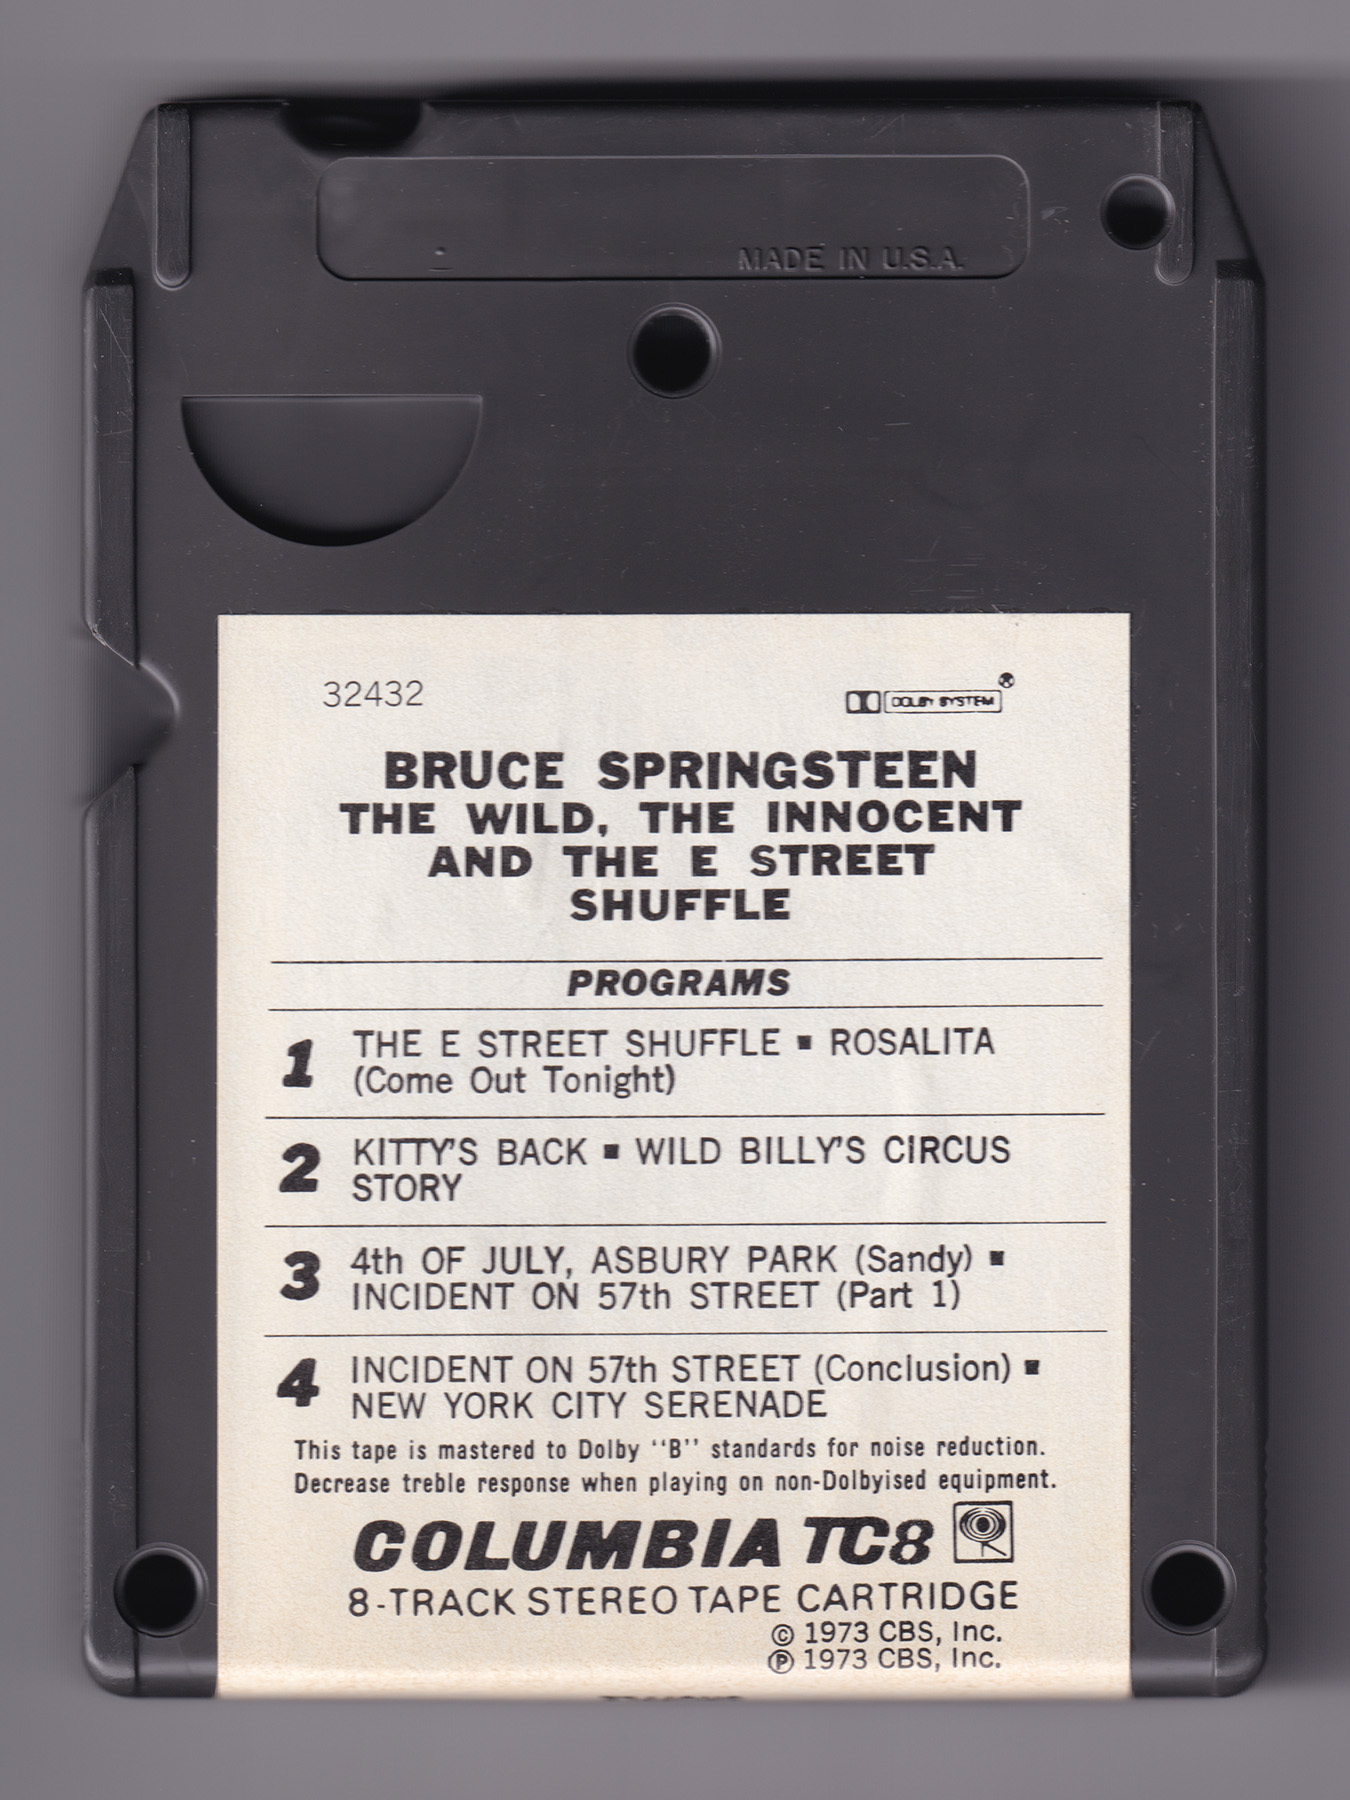 MADE IN U.S.A.
32432
DOLBY SYSTEM ®
BRUCE SPRINGSTEEN
THE WILD, THE INNOCENT
AND THE E STREET
SHUFFLE
PROGRAMS
1 THE E STREET SHUFFLE ▪ ROSALITA
(Come Out Tonight)
2 KITTY'S BACK ▪ WILD BILLY'S CIRCUS
STORY
3 4th OF JULY, ASBURY PARK (Sandy) ▪
INCIDENT ON 57th STREET (Part 1)
4 INCIDENT ON 57th STREET (Conclusion) ▪
NEW YORK CITY SERENADE
This tape is mastered to Dolby "B" standards for noise reduction.
Decrease treble response when playing on non-Dolbyised equipment.
COLUMBIA TC8
8-TRACK STEREO TAPE CARTRIDGE
© 1973 CBS, Inc.
℗ 1973 CBS, Inc.